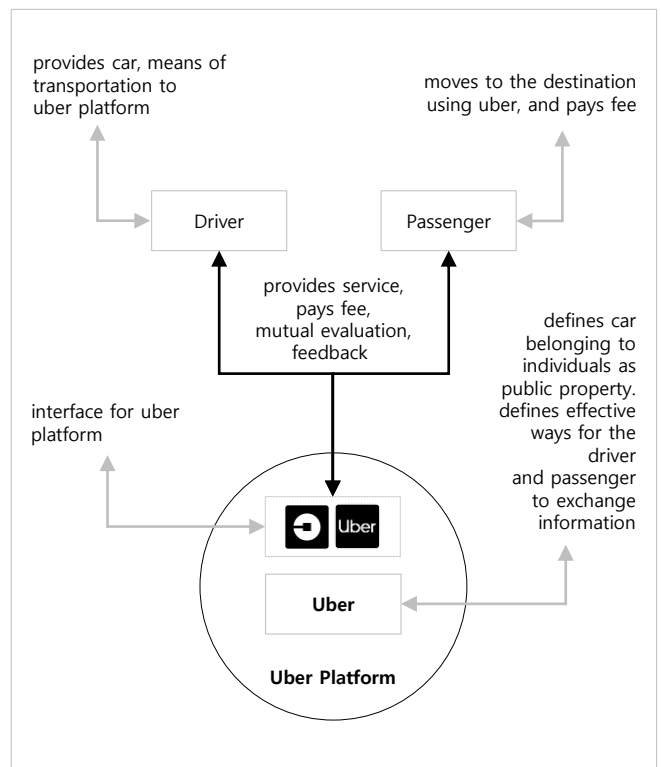 provides car, means of
transportation to
uber platform
moves to the destination
using uber, and pays fee
Driver
Passenger
provides service,
pays fee,
mutual evaluation,
feedback
defines car
belonging to
individuals as
public property.
defines effective
ways for the
driver
and passenger
to exchange
information
interface for uber
platform
Uber
Uber
Uber Platform